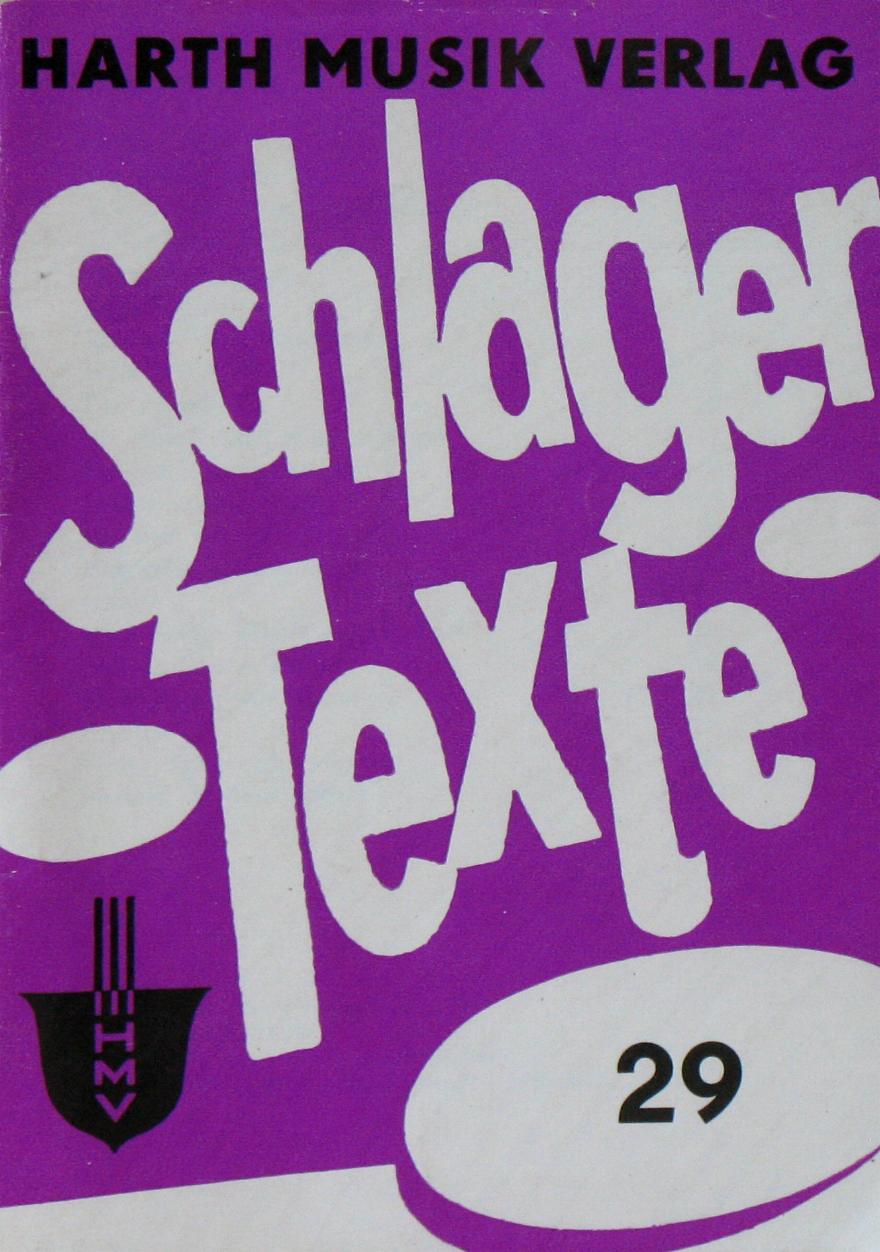 HARTH MUSIK VERLAG
Schlager
Texte
HMV
29